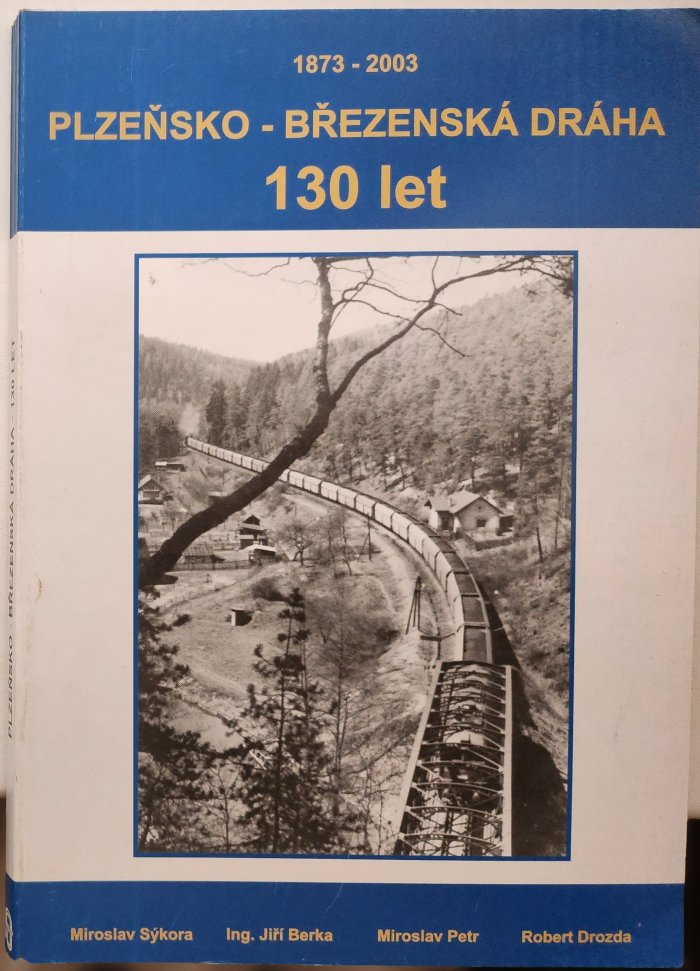 1873 - 2003
PLZEŇSKO - BŘEZENSKÁ DRÁHA
130 let
PLZEŇSKO - BŘEZENSKÁ DRÁHA - 130 LET
Miroslav Sýkora Ing. Jiří Berka Miroslav Petr Robert Drozda